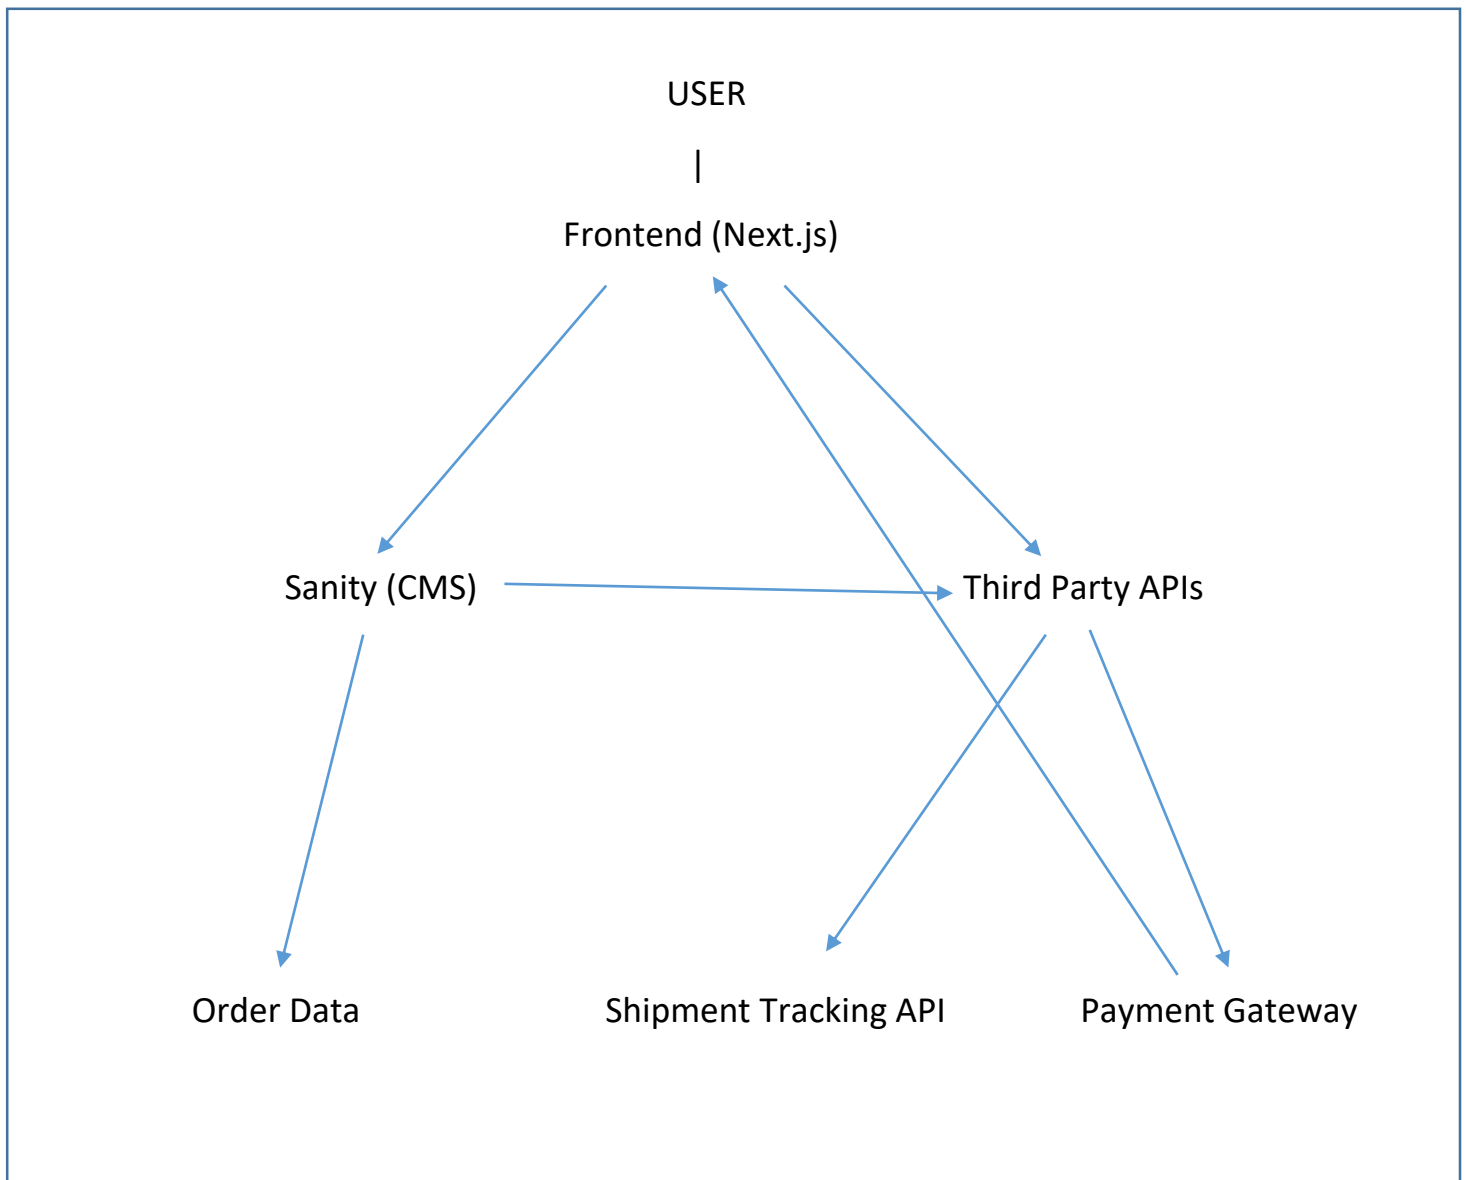 USER
|
Frontend (Next.js)
Sanity (CMS)
Third Party APIs
Order Data
Shipment Tracking API
Payment Gateway